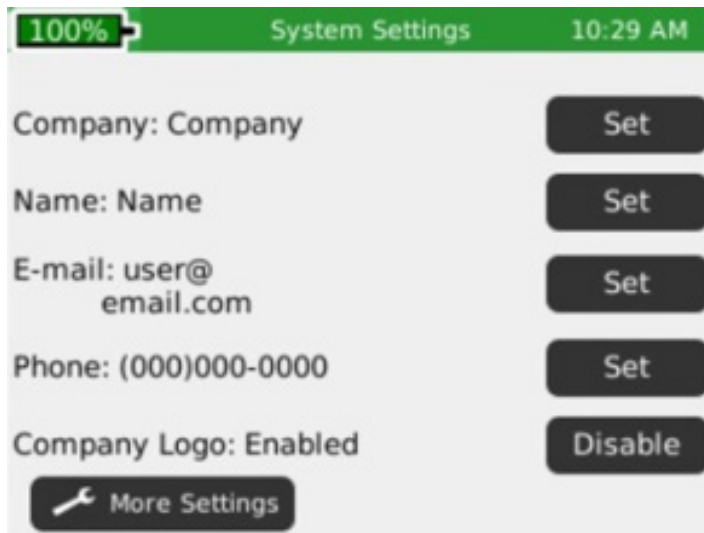 100% System Settings 10:29 AM
Company: Company Set
Name: Name Set
E-mail: user@
email.com Set
Phone: (000)000-0000 Set
Company Logo: Enabled Disable
More Settings